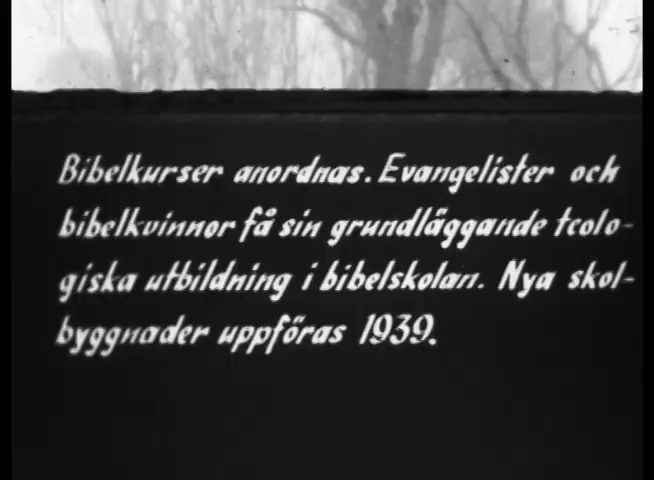 Bibelkurser anordnas. Evangelister och
bibelkvinnor få sin grundläggande teolo-
giska utbildning i bibelskolan. Nya skol-
byggnader uppföras 1939.